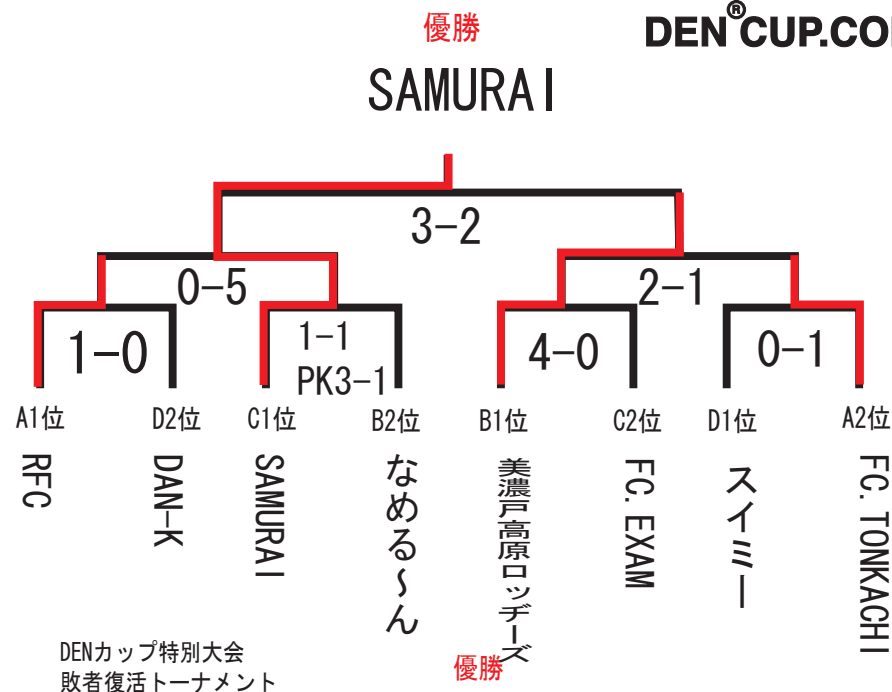 優勝
DEN®CUP.CO
SAMURAI
3-2
0-5
2-1
1-0
1-1
PK3-1
4-0
0-1
A1位
D2位
C1位
B2位
B1位
C2位
D1位
A2位
RFC
DAN-K
SAMURAI
なめる~ん
美濃戸高原ロッヂーズ
FC. EXAM
スイミー
FC. TONKACHI
DENカップ特別大会
敗者復活トーナメント
優勝